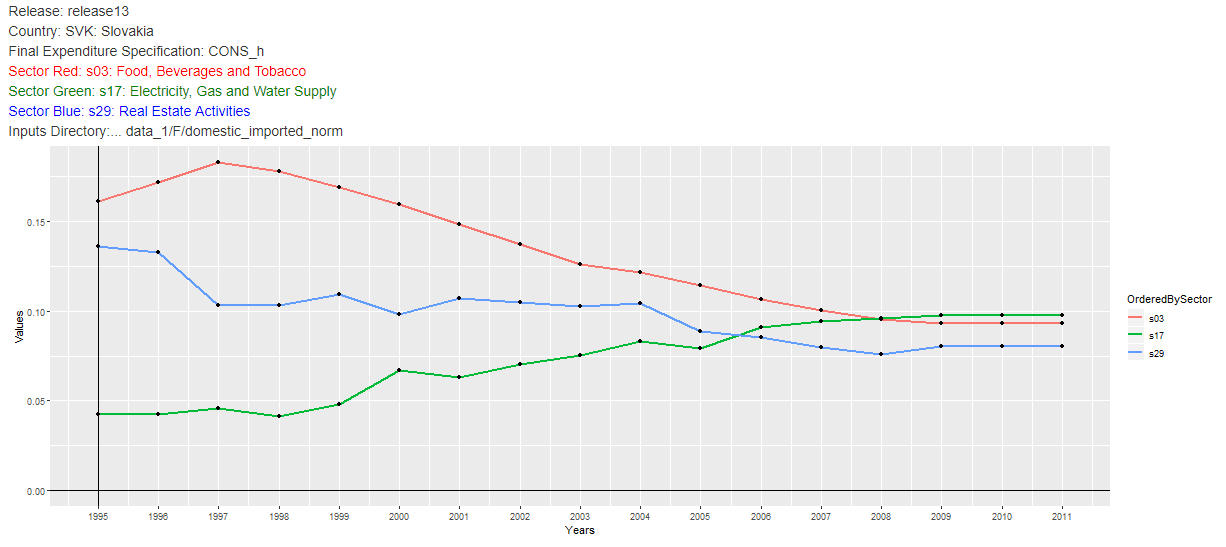 Release: release13
Country: SVK: Slovakia
Final Expenditure Specification: CONS_h
Sector Red: s03: Food, Beverages and Tobacco
Sector Green: s17: Electricity, Gas and Water Supply
Sector Blue: s29: Real Estate Activities
Inputs Directory:... data_1/F/domestic_imported_norm
Values
0.15
0.10
0.05
0.00
1995 1996 1997 1998 1999 2000 2001 2002 2003 2004 2005 2006 2007 2008 2009 2010 2011
Years
OrderedBySector
s03
s17
s29